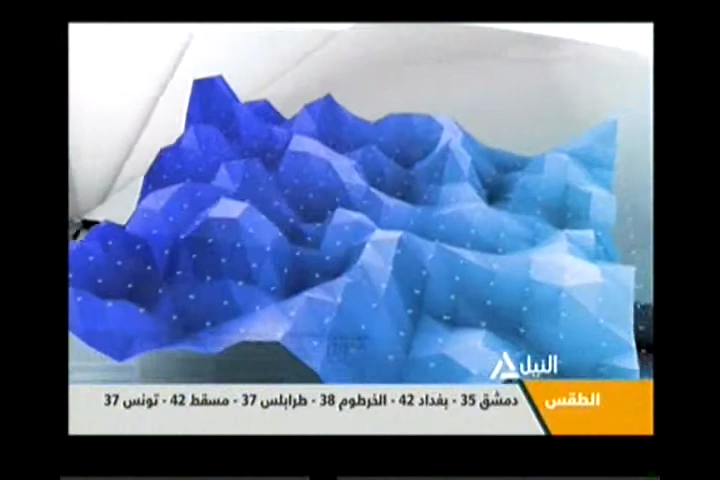 النيل
الطقس
دمشق 35 - بغداد 42 - الخرطوم 38 - طرابلس 37 - مسقط 42 - تونس 37